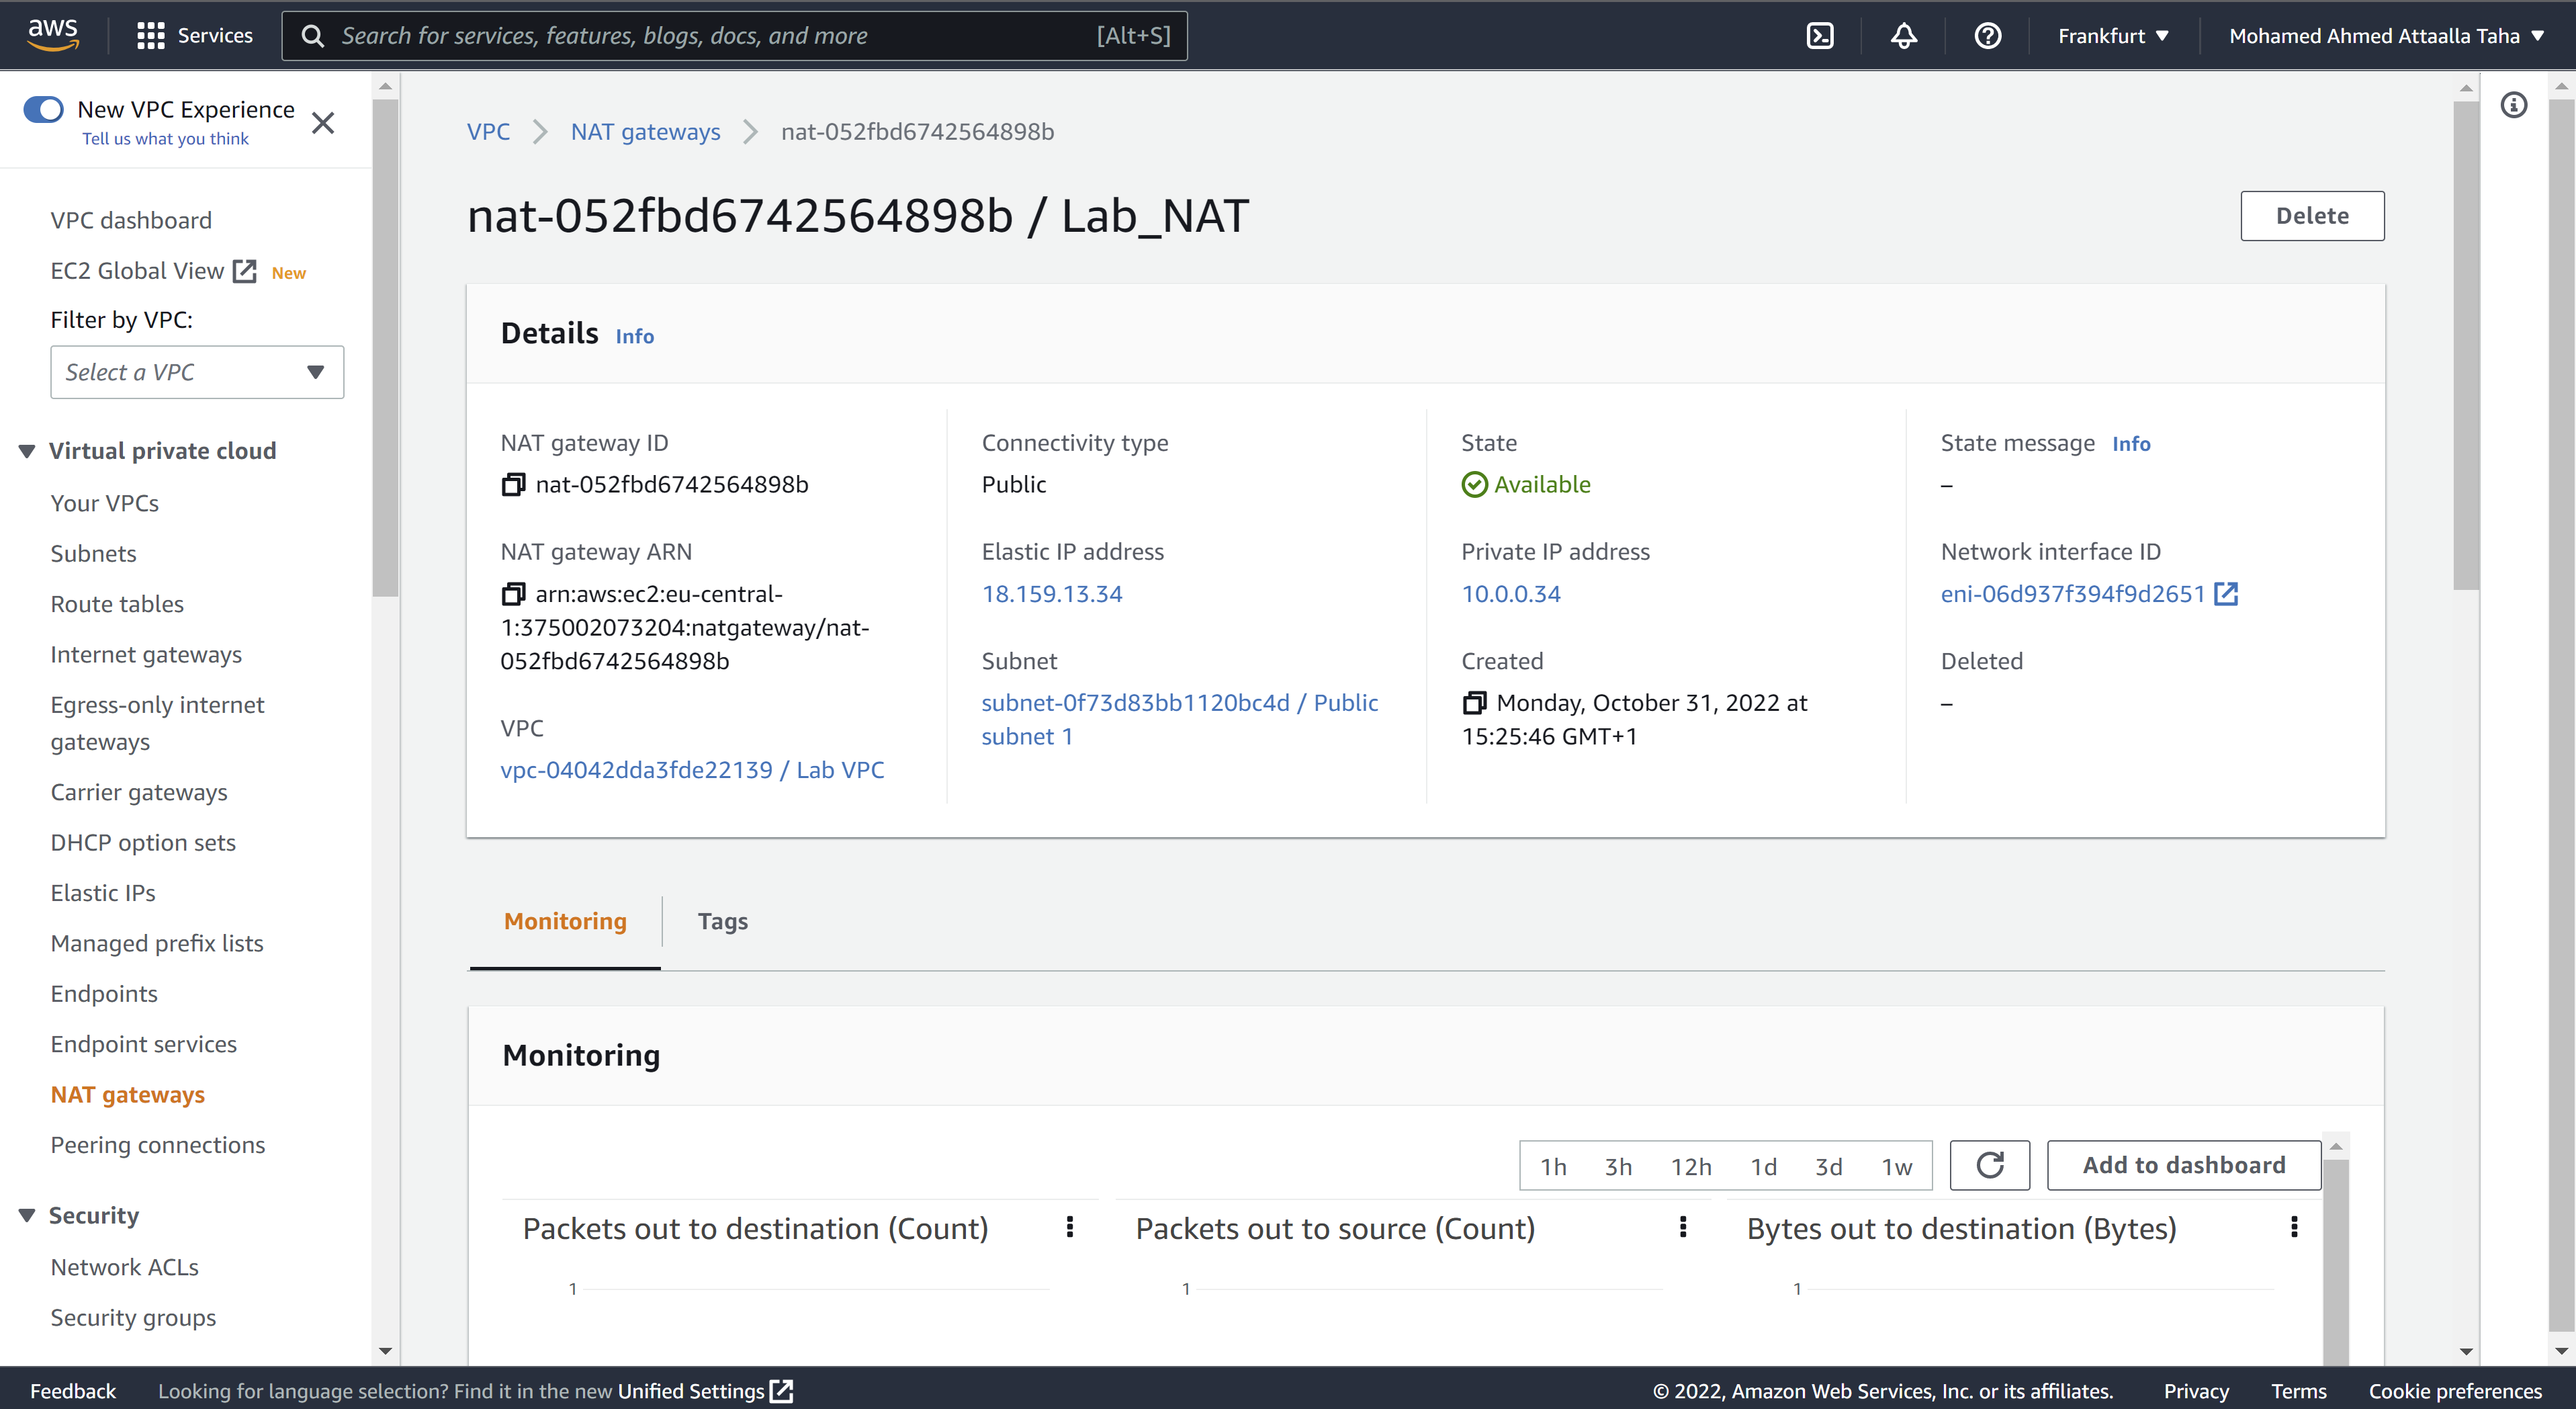 aws
Services
Search for services, features, blogs, docs, and more
[Alt+S]
Frankfurt
Mohamed Ahmed Attaalla Taha
New VPC Experience
Tell us what you think
VPC dashboard
EC2 Global View
New
Filter by VPC:
Select a VPC
Virtual private cloud
Your VPCs
Subnets
Route tables
Internet gateways
Egress-only internet
gateways
Carrier gateways
DHCP option sets
Elastic IPs
Managed prefix lists
Endpoints
Endpoint services
NAT gateways
Peering connections
Security
Network ACLs
Security groups
VPC
NAT gateways
nat-052fbd6742564898b
nat-052fbd6742564898b / Lab_NAT
Delete
Details Info
NAT gateway ID
nat-052fbd6742564898b
NAT gateway ARN
arn:aws:ec2:eu-central-
1:375002073204:natgateway/nat-
052fbd6742564898b
VPC
vpc-04042dda3fde22139 / Lab VPC
Connectivity type
Public
Elastic IP address
18.159.13.34
Subnet
subnet-0f73d83bb1120bc4d / Public
subnet 1
State
Available
Private IP address
10.0.0.34
Created
Monday, October 31, 2022 at
15:25:46 GMT+1
State message Info
–
Network interface ID
eni-06d937f394f9d2651
Deleted
–
Monitoring
Tags
Monitoring
1h 3h 12h 1d 3d 1w
Add to dashboard
Packets out to destination (Count)
1
Packets out to source (Count)
1
Bytes out to destination (Bytes)
1
Feedback
Looking for language selection? Find it in the new Unified Settings
© 2022, Amazon Web Services, Inc. or its affiliates.
Privacy
Terms
Cookie preferences